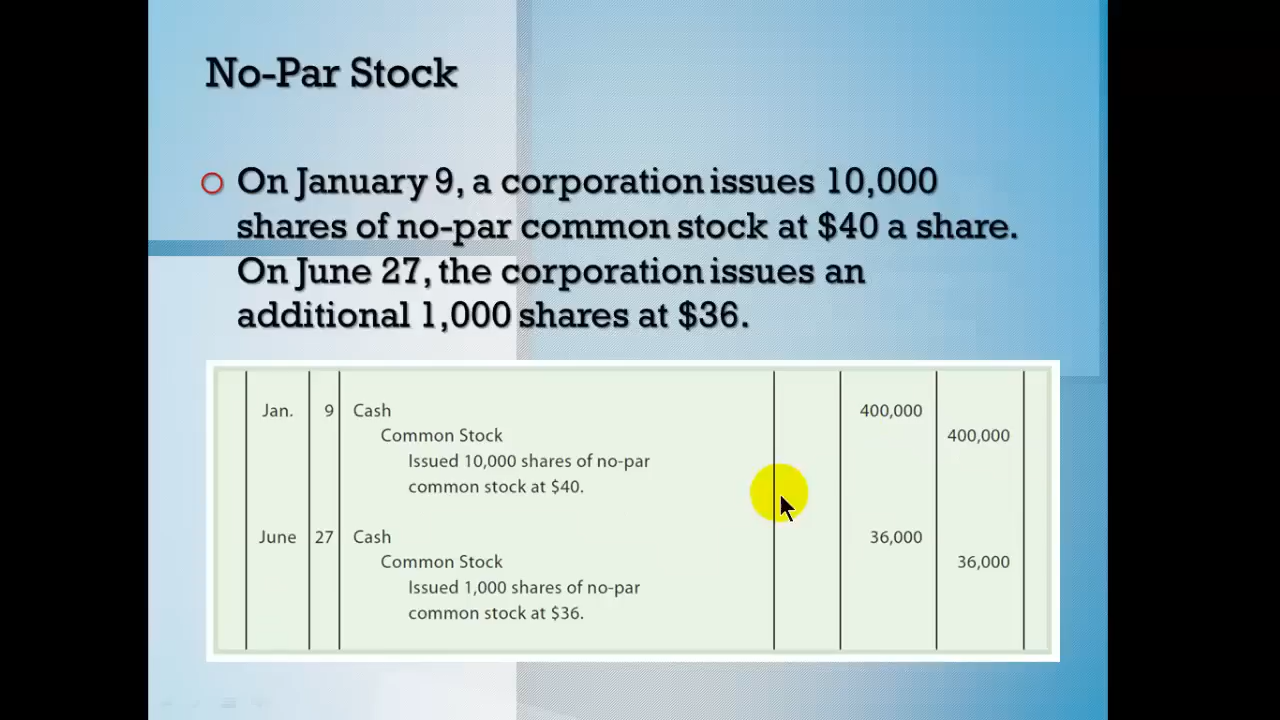 No-Par Stock
On January 9, a corporation issues 10,000
shares of no-par common stock at $40 a share.
On June 27, the corporation issues an
additional 1,000 shares at $36.
Jan. 9 Cash 400,000
Common Stock 400,000
Issued 10,000 shares of no-par
common stock at $40.
June 27 Cash 36,000
Common Stock 36,000
Issued 1,000 shares of no-par
common stock at $36.